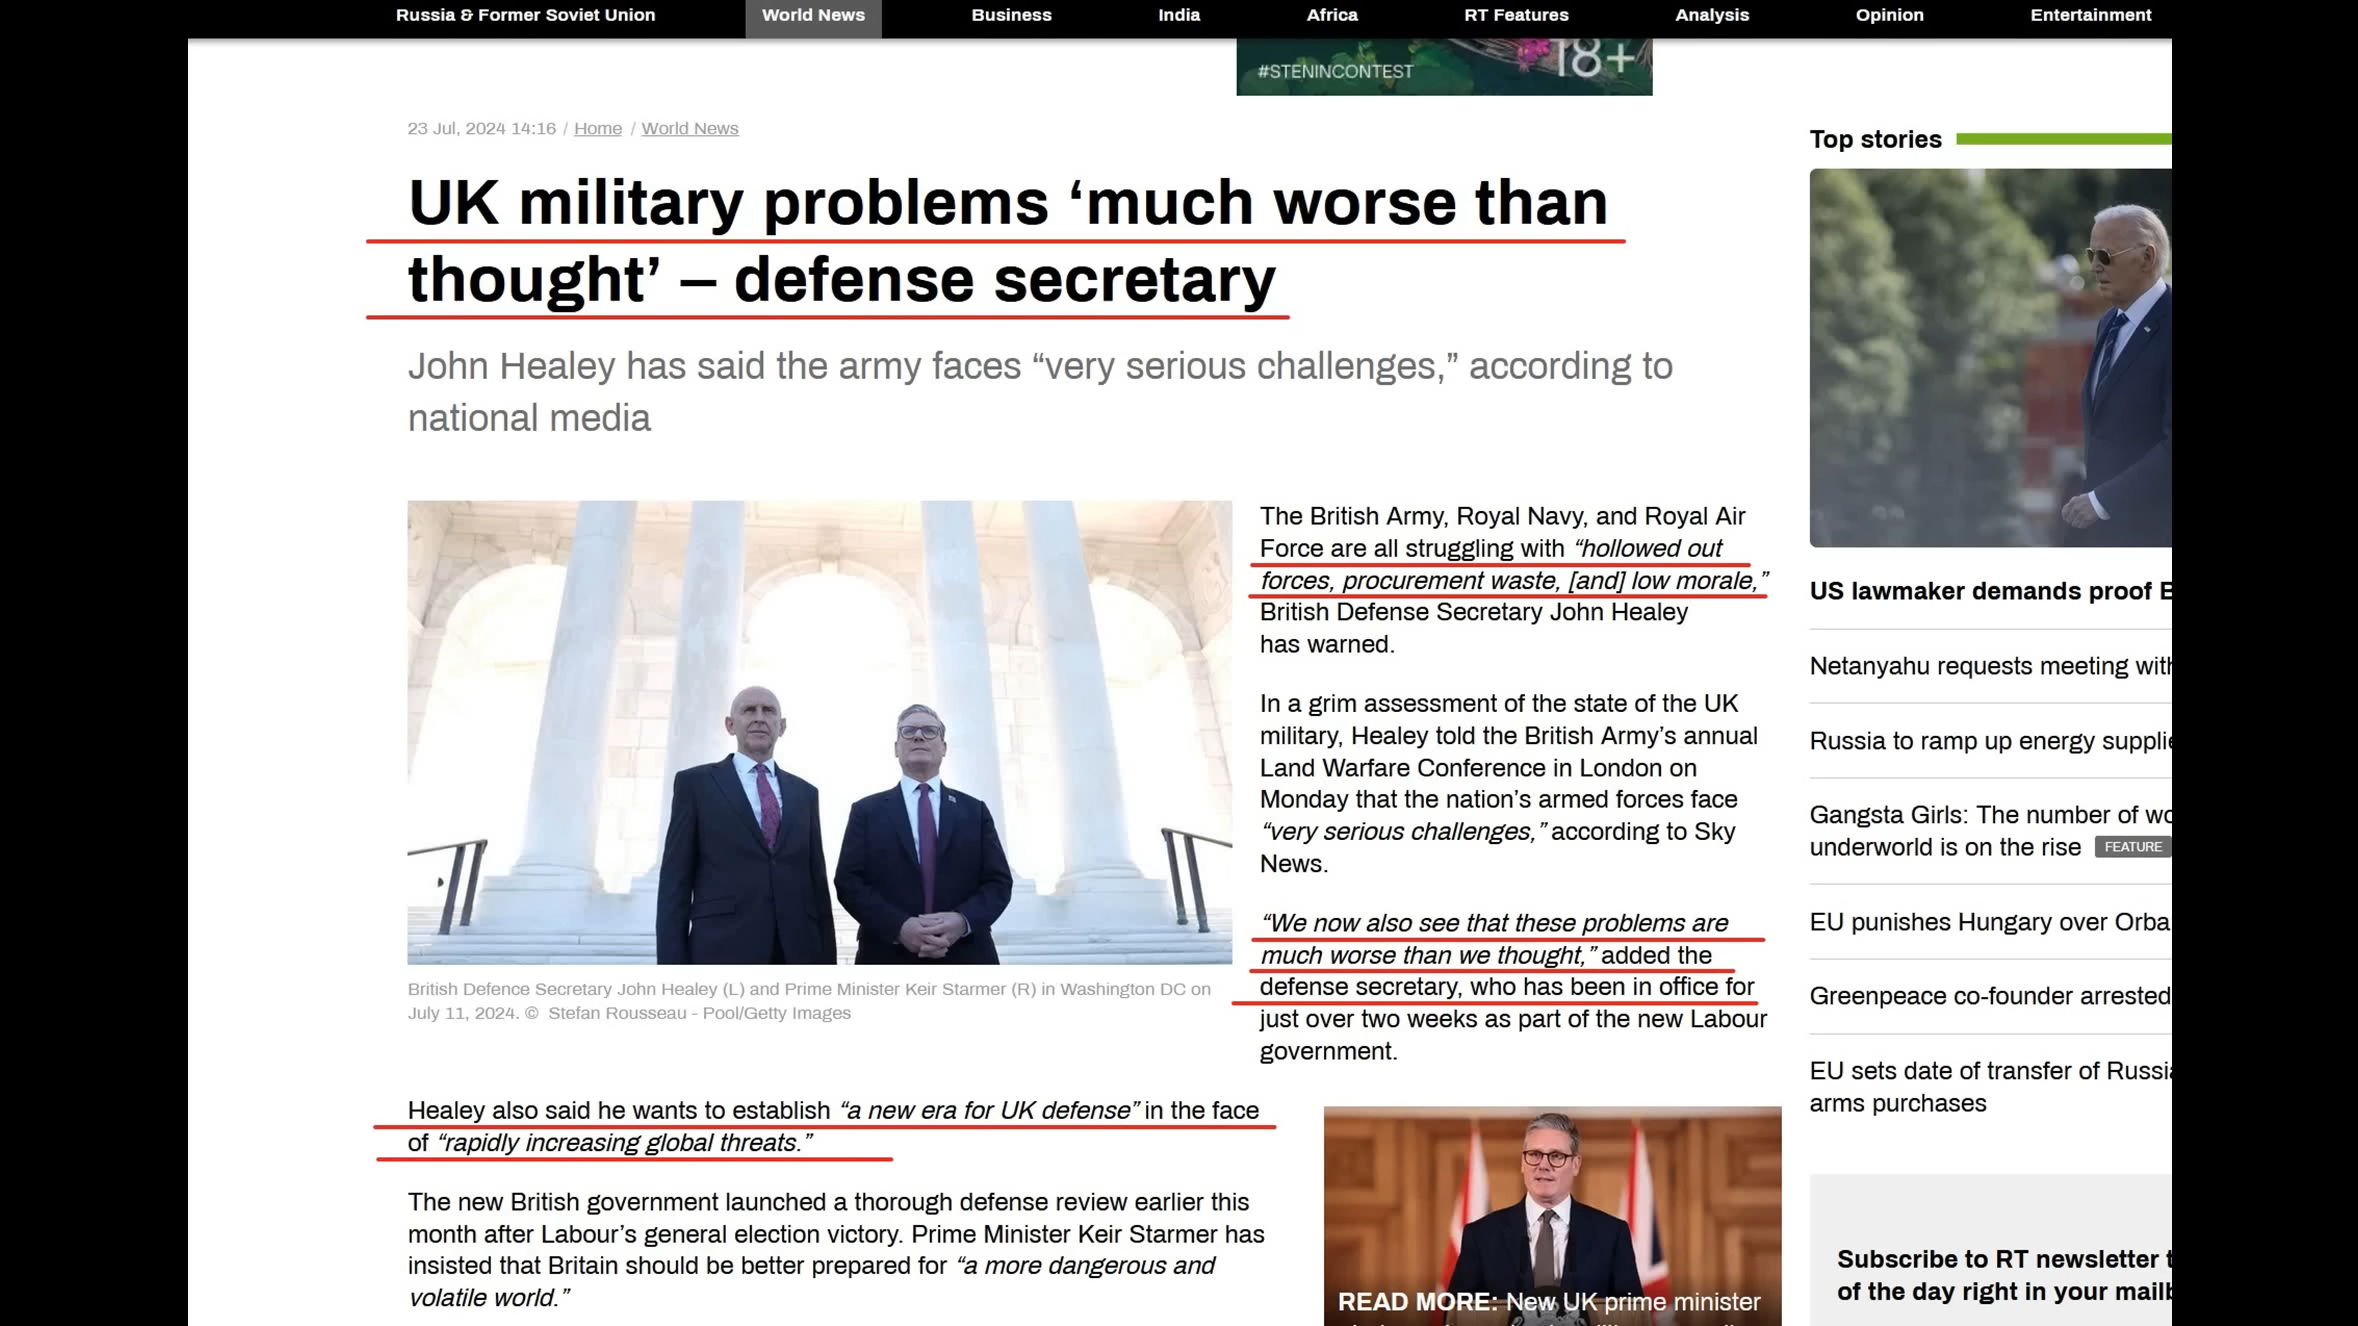 Russia & Former Soviet Union
World News
Business
India
Africa
RT Features
Analysis
Opinion
Entertainment
#STENINCONTEST
18+
23 Jul, 2024 14:16 / Home / World News
UK military problems ‘much worse than
thought’ – defense secretary
John Healey has said the army faces “very serious challenges,” according to
national media
British Defence Secretary John Healey (L) and Prime Minister Keir Starmer (R) in Washington DC on
July 11, 2024. © Stefan Rousseau - Pool/Getty Images
The British Army, Royal Navy, and Royal Air
Force are all struggling with “hollowed out
forces, procurement waste, [and] low morale,”
British Defense Secretary John Healey
has warned.
In a grim assessment of the state of the UK
military, Healey told the British Army’s annual
Land Warfare Conference in London on
Monday that the nation’s armed forces face
“very serious challenges,” according to Sky
News.
“We now also see that these problems are
much worse than we thought,” added the
defense secretary, who has been in office for
just over two weeks as part of the new Labour
government.
Healey also said he wants to establish “a new era for UK defense” in the face
of “rapidly increasing global threats.”
The new British government launched a thorough defense review earlier this
month after Labour’s general election victory. Prime Minister Keir Starmer has
insisted that Britain should be better prepared for “a more dangerous and
volatile world.”
READ MORE: New UK prime minister
Top stories
US lawmaker demands proof
Netanyahu requests meeting
Russia to ramp up energy
Gangsta Girls: The number of
underworld is on the rise FEATURE
EU punishes Hungary over
Greenpeace co-founder arrested
EU sets date of transfer of
arms purchases
Subscribe to RT newsletter
of the day right in your